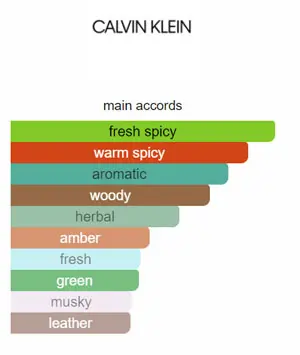 CALVIN KLEIN
main accords
fresh spicy
warm spicy
aromatic
woody
herbal
amber
fresh
green
musky
leather